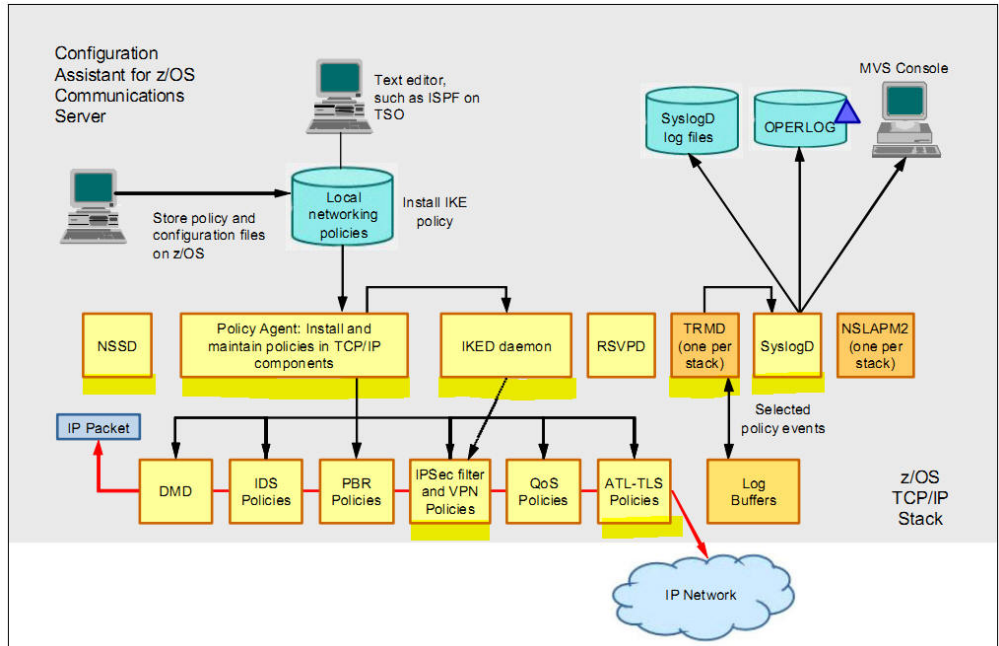 Configuration
Assistant for z/OS
Communications
Server
Text editor,
such as ISPF on
TSO
MVS Console
SyslogD
log files
OPERLOG
Local
networking
policies
Install IKE
policy
Store policy and
configuration files
on z/OS
NSSD
Policy Agent: Install and
maintain policies in TCP/IP
components
IKED daemon
RSVPD
TRMD
(one per
stack)
SyslogD
NSLAPM2
(one per
stack)
Selected
policy events
IP Packet
DMD
IDS
Policies
PBR
Policies
IPSec filter
and VPN
Policies
QoS
Policies
ATL-TLS
Policies
Log
Buffers
z/OS
TCP/IP
Stack
IP Network